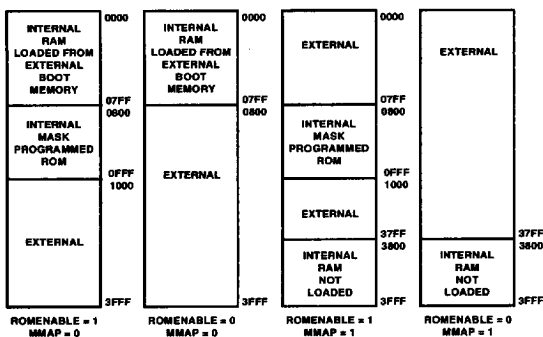 INTERNAL
RAM
LOADED FROM
EXTERNAL
BOOT
MEMORY
0000
07FF
0800
INTERNAL
MASK
PROGRAMMED
ROM
0FFF
1000
EXTERNAL
3FFF
ROMENABLE = 1
MMAP = 0
INTERNAL
RAM
LOADED FROM
EXTERNAL
BOOT
MEMORY
0000
07FF
0800
EXTERNAL
3FFF
ROMENABLE = 0
MMAP = 0
EXTERNAL
0000
07FF
0800
INTERNAL
MASK
PROGRAMMED
ROM
0FFF
1000
EXTERNAL
37FF
3800
INTERNAL
RAM
NOT
LOADED
3FFF
ROMENABLE = 1
MMAP = 1
EXTERNAL
0000
37FF
3800
INTERNAL
RAM
NOT
LOADED
3FFF
ROMENABLE = 0
MMAP = 1